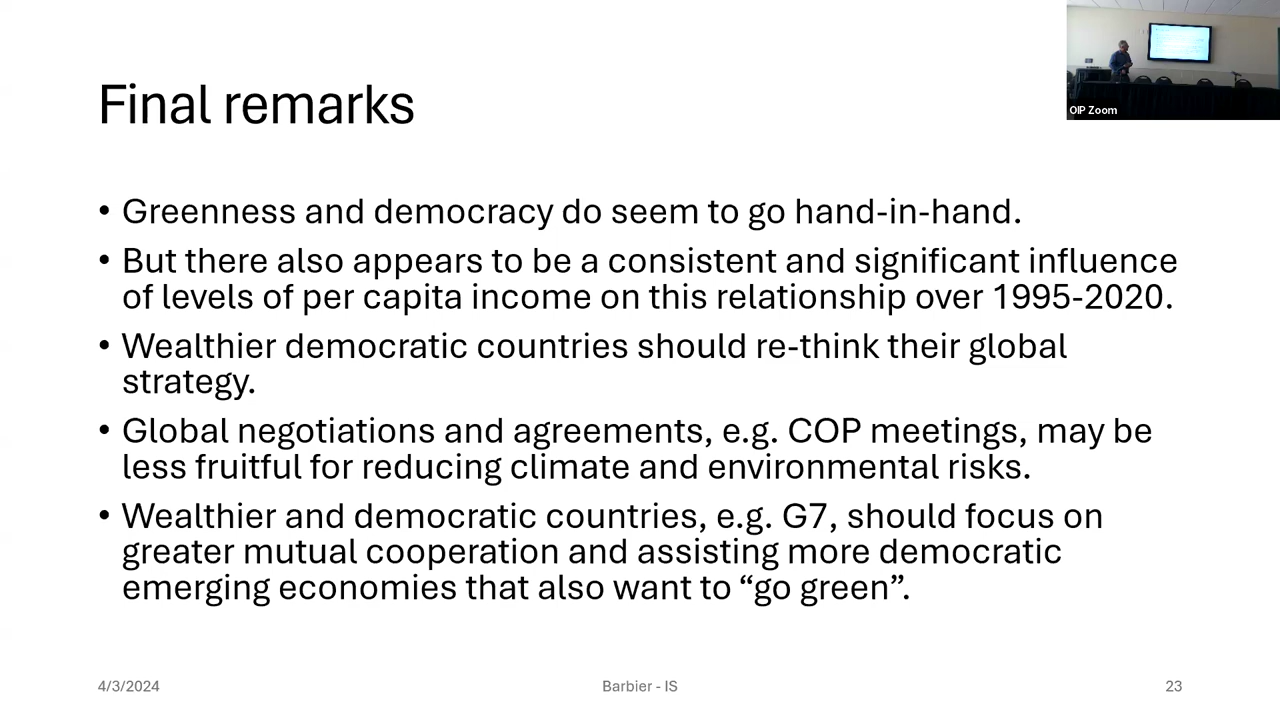 OIP Zoom
Final remarks
• Greenness and democracy do seem to go hand-in-hand.
• But there also appears to be a consistent and significant influence
of levels of per capita income on this relationship over 1995-2020.
• Wealthier democratic countries should re-think their global
strategy.
• Global negotiations and agreements, e.g. COP meetings, may be
less fruitful for reducing climate and environmental risks.
• Wealthier and democratic countries, e.g. G7, should focus on
greater mutual cooperation and assisting more democratic
emerging economies that also want to “go green”.
4/3/2024
Barbier - IS
23